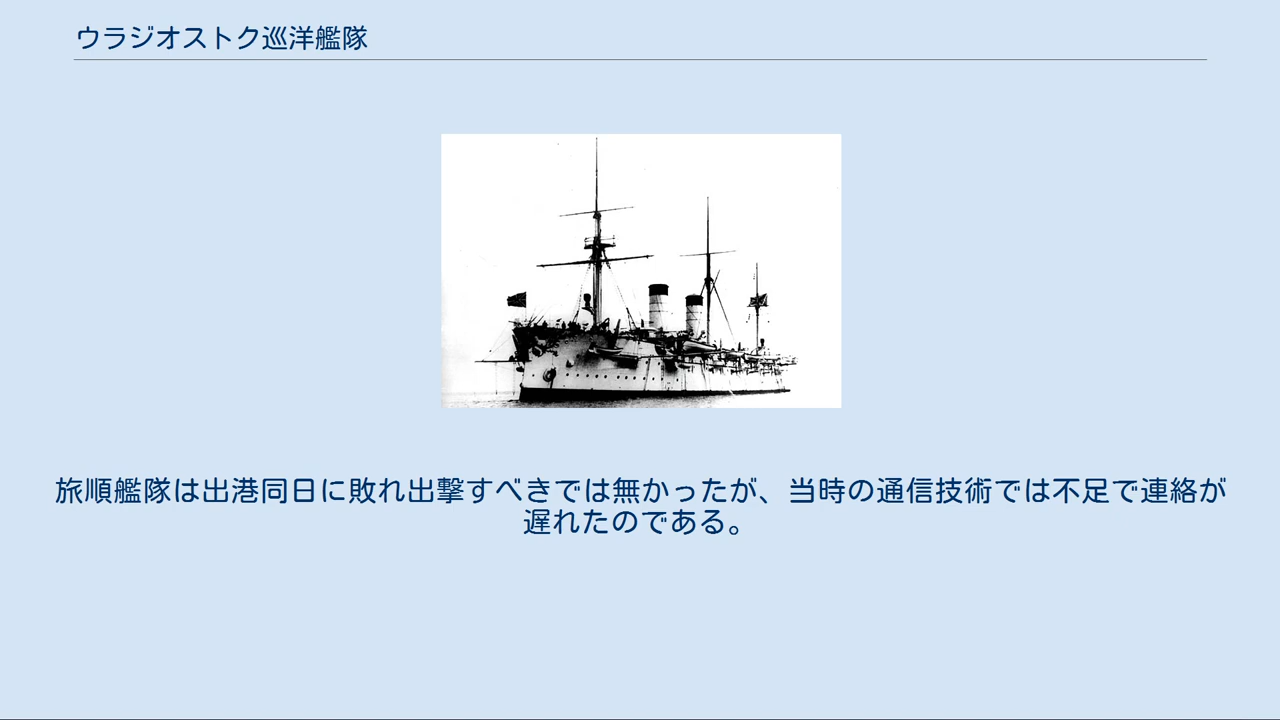 ウラジオストク巡洋艦隊
旅順艦隊は出港同日に敗れ出撃すべきでは無かったが、当時の通信技術では不足で連絡が
遅れたのである。